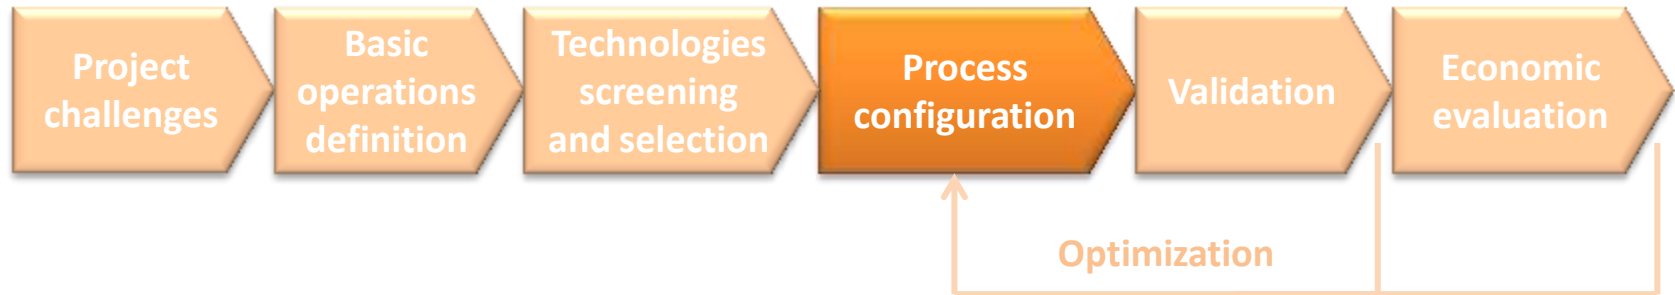 Project
challenges
Basic
operations
definition
Technologies
screening
and selection
Process
configuration
Validation
Economic
evaluation
Optimization